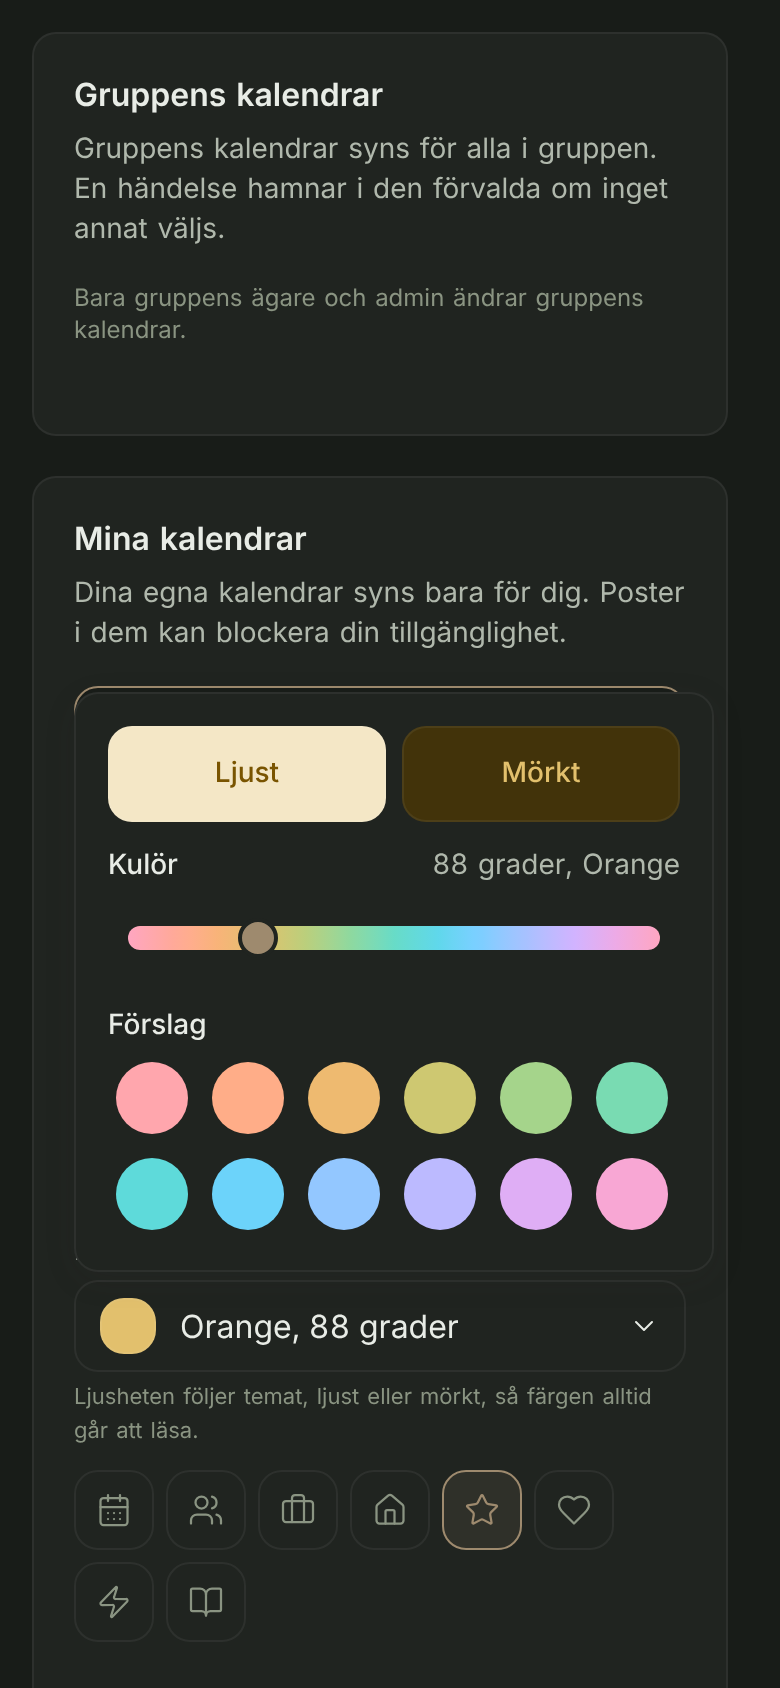 Gruppens kalendrar
Gruppens kalendrar syns för alla i gruppen.
En händelse hamnar i den förvalda om inget
annat väljs.
Bara gruppens ägare och admin ändrar gruppens
kalendrar.
Mina kalendrar
Dina egna kalendrar syns bara för dig. Poster
i dem kan blockera din tillgänglighet.
Ljust
Mörkt
Kulör
88 grader, Orange
Förslag
Orange, 88 grader
Ljusheten följer temat, ljust eller mörkt, så färgen alltid
går att läsa.